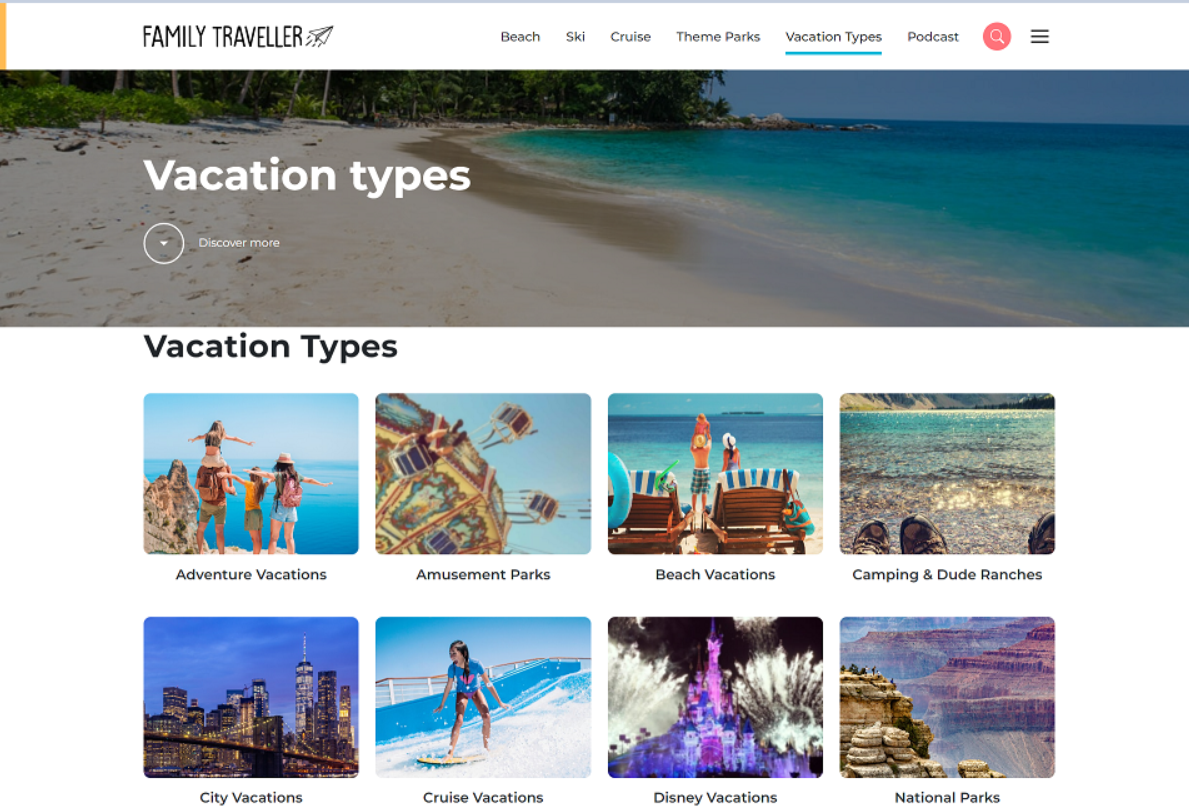 FAMILY TRAVELLER
Beach Ski Cruise Theme Parks Vacation Types Podcast
Vacation types
Discover more
Vacation Types
Adventure Vacations Amusement Parks Beach Vacations Camping & Dude Ranches
City Vacations Cruise Vacations Disney Vacations National Parks